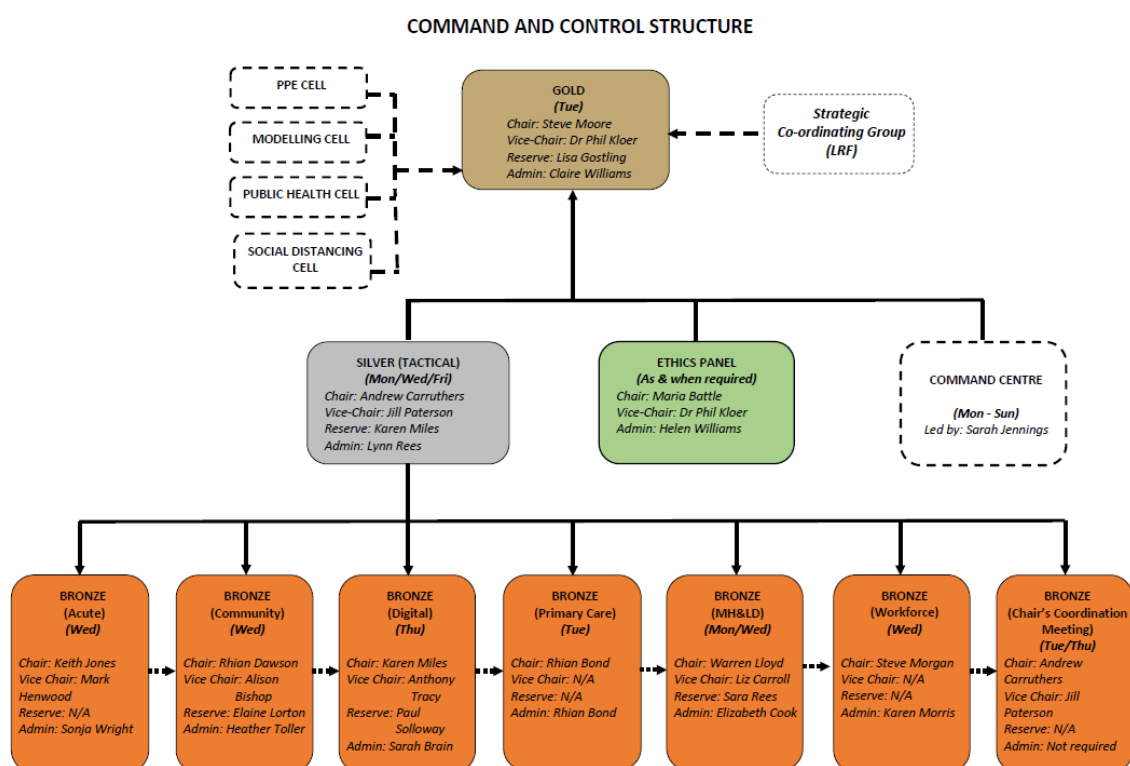 COMMAND AND CONTROL STRUCTURE
PPE CELL
MODELLING CELL
PUBLIC HEALTH CELL
SOCIAL DISTANCING
CELL
GOLD
(Tue)
Chair: Steve Moore
Vice-Chair: Dr Phil Kloer
Reserve: Lisa Gostling
Admin: Claire Williams
Strategic
Co-ordinating Group
(LRF)
SILVER (TACTICAL)
(Mon/Wed/Fri)
Chair: Andrew Carruthers
Vice-Chair: Jill Paterson
Reserve: Karen Miles
Admin: Lynn Rees
ETHICS PANEL
(As & when required)
Chair: Maria Battle
Vice-Chair: Dr Phil Kloer
Admin: Helen Williams
COMMAND CENTRE
(Mon - Sun)
Led by: Sarah Jennings
BRONZE
(Acute)
(Wed)
Chair: Keith Jones
Vice Chair: Mark
Henwood
Reserve: N/A
Admin: Sonja Wright
BRONZE
(Community)
(Wed)
Chair: Rhian Dawson
Vice Chair: Alison
Bishop
Reserve: Elaine Lorton
Admin: Heather Toller
BRONZE
(Digital)
(Thu)
Chair: Karen Miles
Vice Chair: Anthony
Tracy
Reserve: Paul
Solloway
Admin: Sarah Brain
BRONZE
(Primary Care)
(Tue)
Chair: Rhian Bond
Vice Chair: N/A
Reserve: N/A
Admin: Rhian Bond
BRONZE
(MH&LD)
(Mon/Wed)
Chair: Warren Lloyd
Vice Chair: Liz Carroll
Reserve: Sara Rees
Admin: Elizabeth Cook
BRONZE
(Workforce)
(Wed)
Chair: Steve Morgan
Vice Chair: N/A
Reserve: N/A
Admin: Karen Morris
BRONZE
(Chair's Coordination
Meeting)
(Tue/Thu)
Chair: Andrew
Carruthers
Vice Chair: Jill
Paterson
Reserve: N/A
Admin: Not required